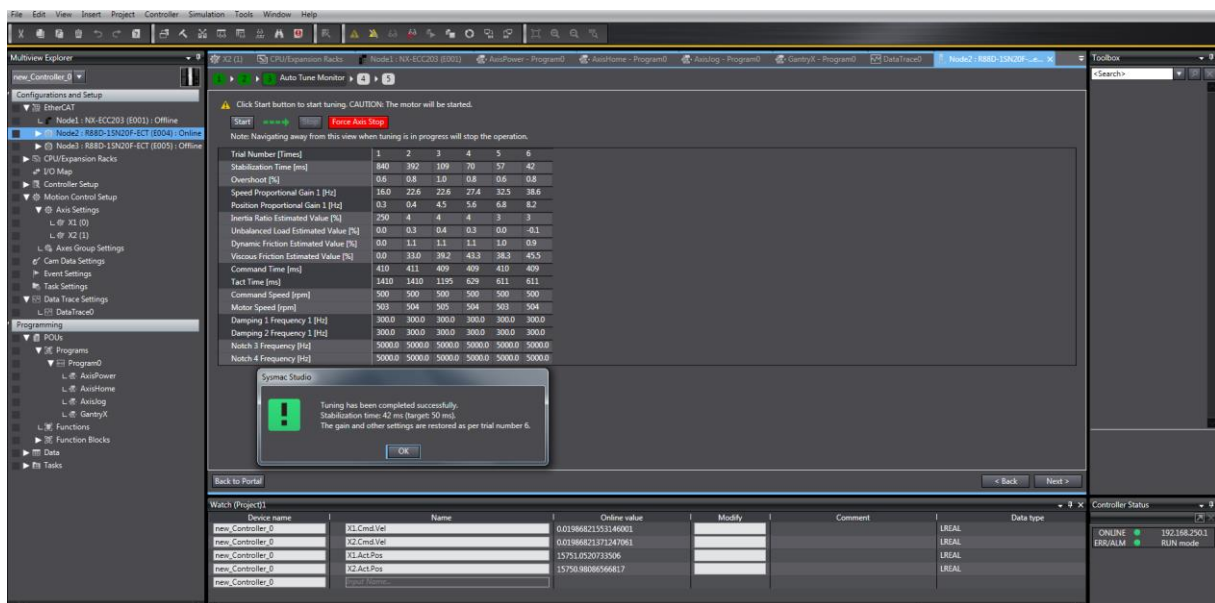 File Edit View Insert Project Controller Simulation Tools Window Help
Multiview Explorer
new_Controller_0
Configurations and Setup
EtherCAT
Node1 : NX-ECC203 (E001) : Offline
Node2 : R88D-1SN20F-ECT (E004) : Online
Node3 : R88D-1SN20F-ECT (E005) : Offline
CPU/Expansion Racks
I/O Map
Controller Setup
Motion Control Setup
Axis Settings
X1 (0)
X2 (1)
Axes Group Settings
Cam Data Settings
Event Settings
Task Settings
Data Trace Settings
DataTrace0
Programming
POUs
Programs
Program0
AxisPower
AxisHome
AxisJog
GantryX
Functions
Function Blocks
Data
Tasks
X2 (1) CPU/Expansion Racks Node1 : NX-ECC203 (E001) AxisPower - Program0 AxisHome - Program0 AxisJog - Program0 GantryX - Program0 DataTrace0 Node2 : R88D-1SN20F-...e... X
1 2 3 Auto Tune Monitor 4 5
Click Start button to start tuning. CAUTION: The motor will be started.
Start Stop Force Axis Stop
Note: Navigating away from this view when tuning is in progress will stop the operation.
Trial Number [Times] 1 2 3 4 5 6
Stabilization Time [ms] 840 392 109 70 57 42
Overshoot [%] 0.6 0.8 1.0 0.8 0.6 0.8
Speed Proportional Gain 1 [Hz] 16.0 22.6 22.6 27.4 32.5 38.6
Position Proportional Gain 1 [Hz] 0.3 0.4 4.5 5.6 6.8 8.2
Inertia Ratio Estimated Value [%] 250 4 4 4 3 3
Unbalanced Load Estimated Value [%] 0.0 0.3 0.4 0.3 0.0 -0.1
Dynamic Friction Estimated Value [%] 0.0 1.1 1.1 1.1 1.0 0.9
Viscous Friction Estimated Value [%] 0.0 33.0 39.2 43.3 38.3 45.5
Command Time [ms] 410 411 409 409 410 409
Tact Time [ms] 1410 1410 1195 629 611 611
Command Speed [rpm] 500 500 500 500 500 500
Motor Speed [rpm] 503 504 505 504 503 504
Damping 1 Frequency 1 [Hz] 300.0 300.0 300.0 300.0 300.0 300.0
Damping 2 Frequency 1 [Hz] 300.0 300.0 300.0 300.0 300.0 300.0
Notch 3 Frequency [Hz] 5000.0 5000.0 5000.0 5000.0 5000.0 5000.0
Notch 4 Frequency [Hz] 5000.0 5000.0 5000.0 5000.0 5000.0 5000.0
Sysmac Studio
Tuning has been completed successfully.
Stabilization time: 42 ms (target: 50 ms).
The gain and other settings are restored as per trial number 6.
OK
Back to Portal < Back Next >
Watch (Project)1
Device name Name Online value Modify Comment Data type
new_Controller_0 X1.Cmd.Vel 0.01986821553146001 LREAL
new_Controller_0 X2.Cmd.Vel 0.01986821371247061 LREAL
new_Controller_0 X1.Act.Pos 15751.0520733506 LREAL
new_Controller_0 X2.Act.Pos 15750.98086566817 LREAL
new_Controller_0 Input Name...
Toolbox
<Search>
Controller Status
ONLINE 192.168.250.1
ERR/ALM RUN mode